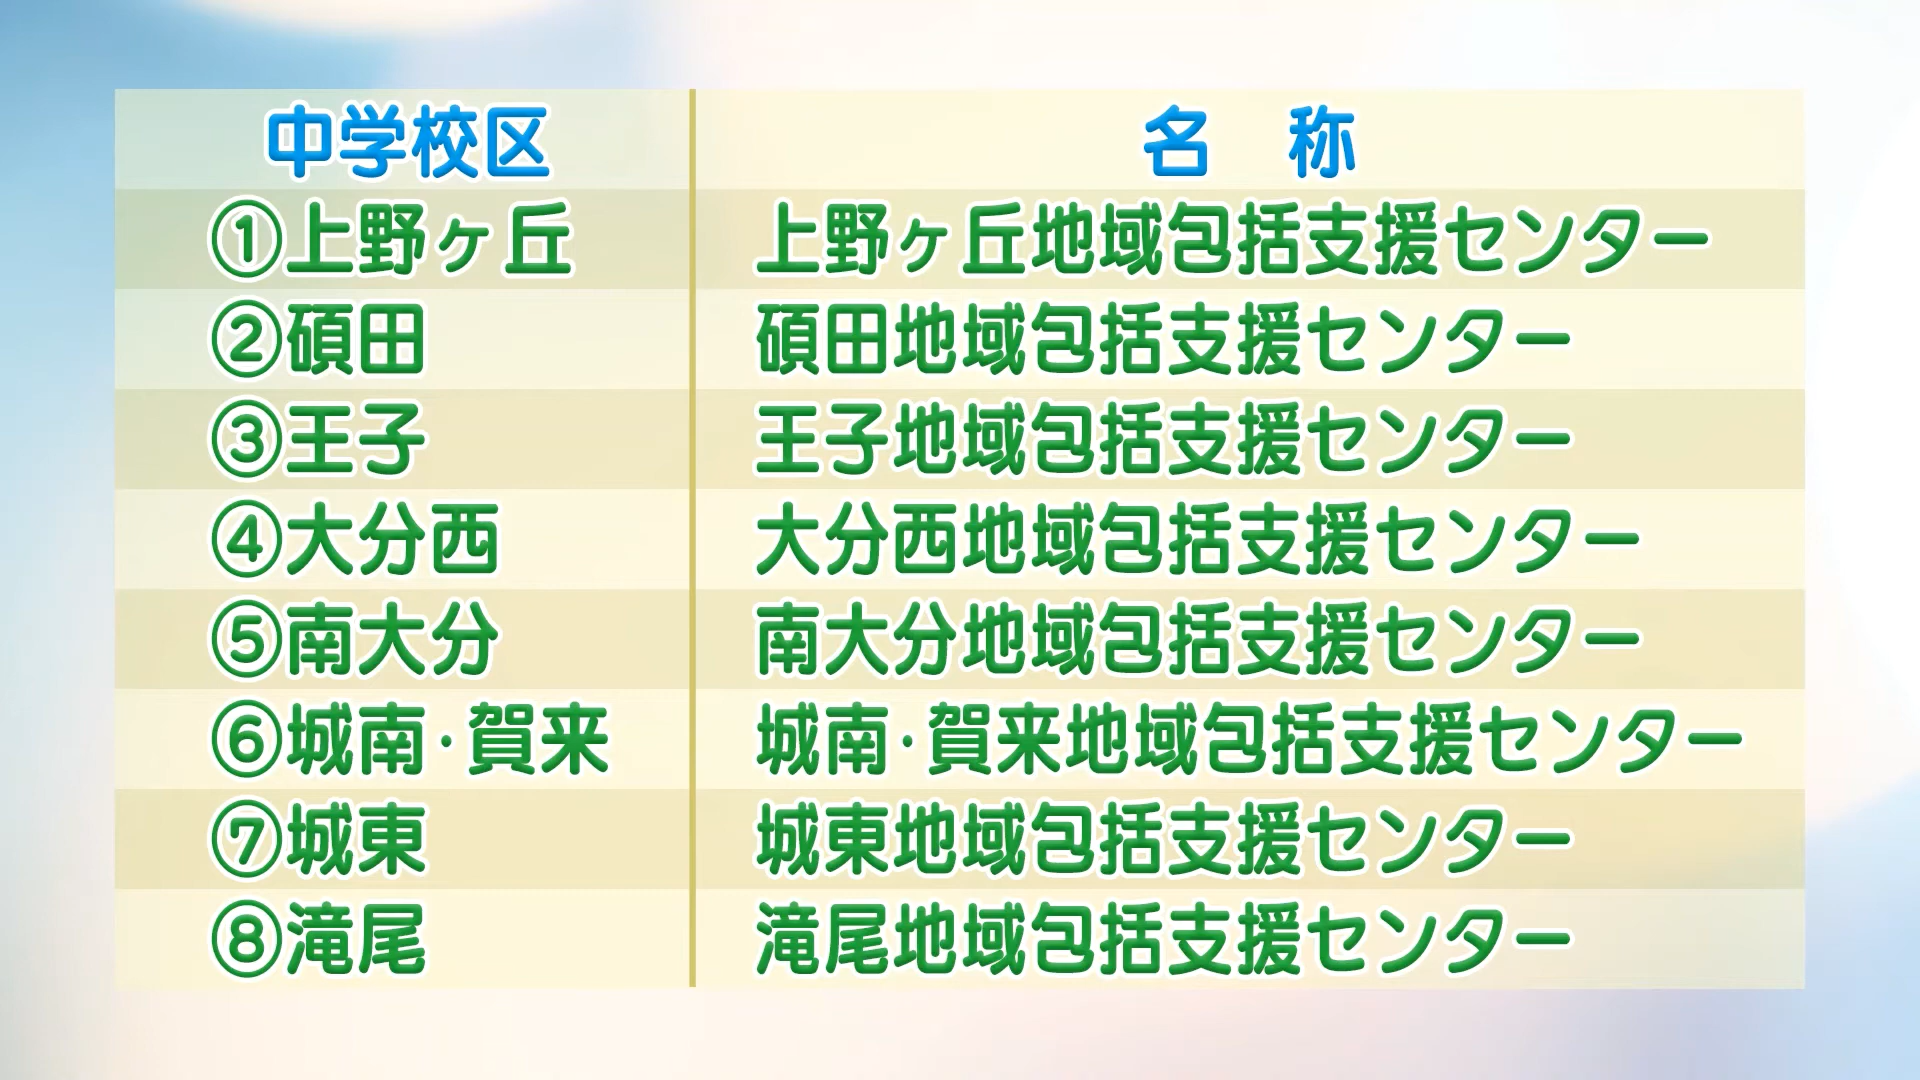 中学校区 名 称
①上野ヶ丘 上野ヶ丘地域包括支援センター
②碩田 碩田地域包括支援センター
③王子 王子地域包括支援センター
④大分西 大分西地域包括支援センター
⑤南大分 南大分地域包括支援センター
⑥城南・賀来 城南・賀来地域包括支援センター
⑦城東 城東地域包括支援センター
⑧滝尾 滝尾地域包括支援センター